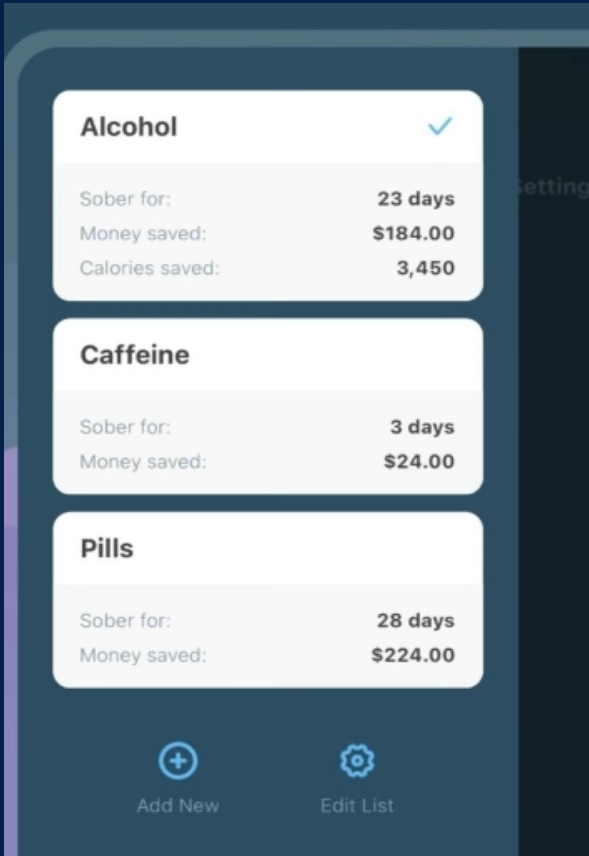 Alcohol
Sober for: 23 days
Money saved: $184.00
Calories saved: 3,450
Caffeine
Sober for: 3 days
Money saved: $24.00
Pills
Sober for: 28 days
Money saved: $224.00
Add New Edit List